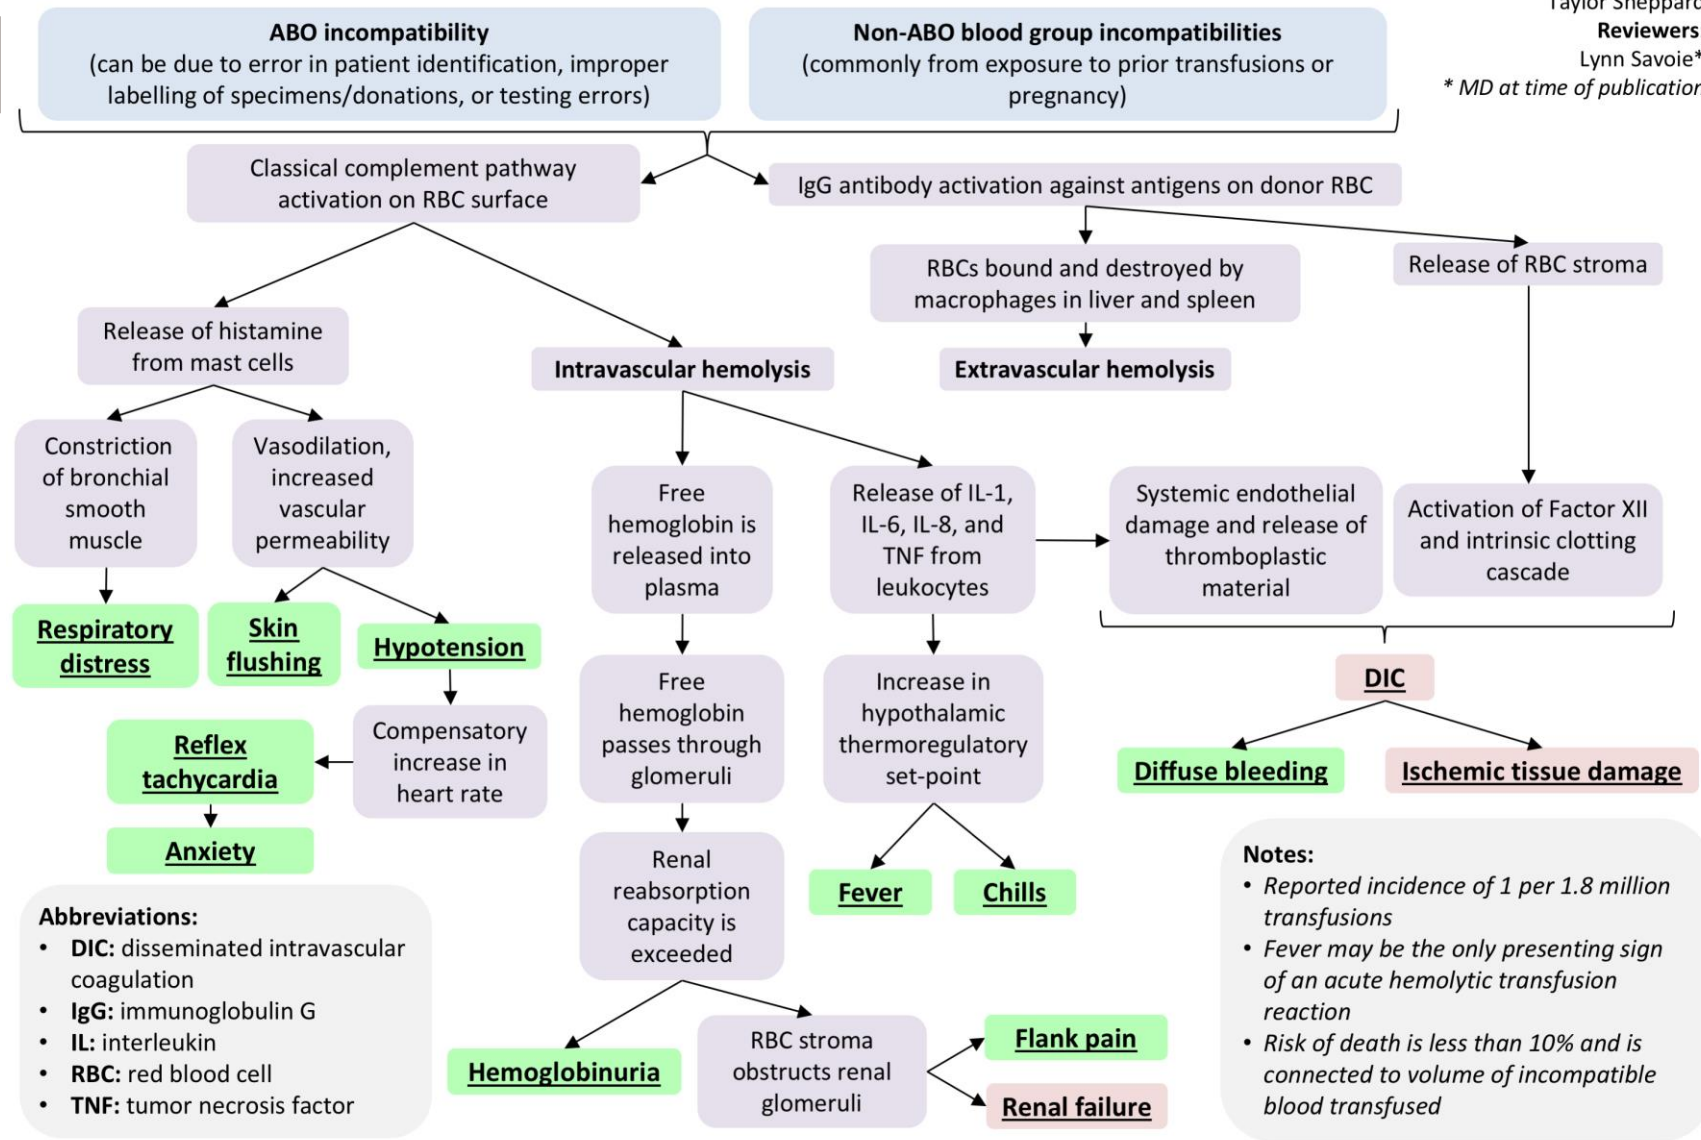 Taylor Sheppard
Reviewers:
Lynn Savoie*
* MD at time of publication
ABO incompatibility
(can be due to error in patient identification, improper
labelling of specimens/donations, or testing errors)
Non-ABO blood group incompatibilities
(commonly from exposure to prior transfusions or
pregnancy)
Classical complement pathway
activation on RBC surface
IgG antibody activation against antigens on donor RBC
RBCs bound and destroyed by
macrophages in liver and spleen
Release of RBC stroma
Release of histamine
from mast cells
Intravascular hemolysis
Extravascular hemolysis
Constriction
of bronchial
smooth
muscle
Vasodilation,
increased
vascular
permeability
Free
hemoglobin is
released into
plasma
Release of IL-1,
IL-6, IL-8, and
TNF from
leukocytes
Systemic endothelial
damage and release of
thromboplastic
material
Activation of Factor XII
and intrinsic clotting
cascade
Respiratory
distress
Skin
flushing
Hypotension
Free
hemoglobin
passes through
glomeruli
Increase in
hypothalamic
thermoregulatory
set-point
DIC
Reflex
tachycardia
Compensatory
increase in
heart rate
Diffuse bleeding
Ischemic tissue damage
Anxiety
Renal
reabsorption
capacity is
exceeded
Fever
Chills
Hemoglobinuria
RBC stroma
obstructs renal
glomeruli
Flank pain
Renal failure
Abbreviations:
• DIC: disseminated intravascular
coagulation
• IgG: immunoglobulin G
• IL: interleukin
• RBC: red blood cell
• TNF: tumor necrosis factor
Notes:
• Reported incidence of 1 per 1.8 million
transfusions
• Fever may be the only presenting sign
of an acute hemolytic transfusion
reaction
• Risk of death is less than 10% and is
connected to volume of incompatible
blood transfused